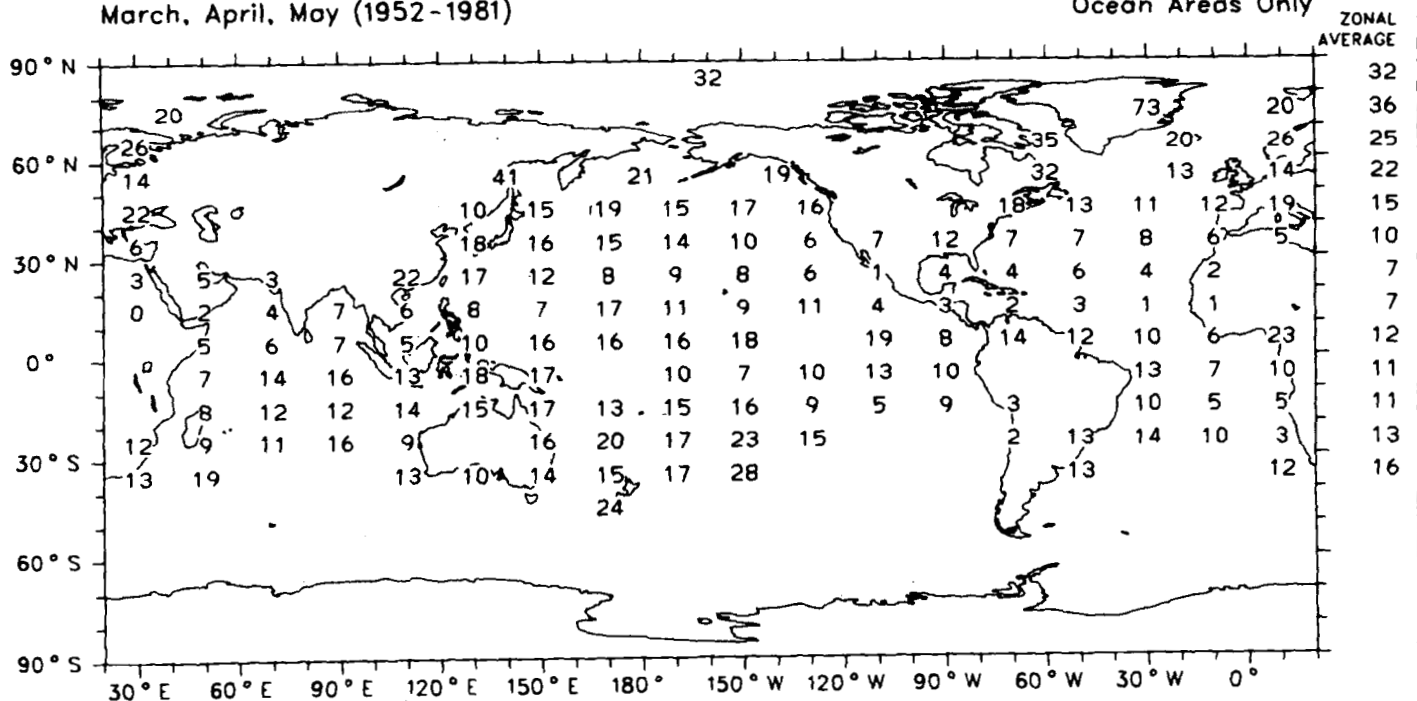 March, April, May (1952-1981) Ocean Areas Only
ZONAL
AVERAGE
90°N 32 32
20 73 20 36
26 35 20 26 25
60°N
14 41 21 19 32 13 14 22
22 10 15 19 15 17 16 18 13 11 12 19 15
6 18 16 15 14 10 6 7 12 7 7 8 6 5 10
30°N
3 5 3 22 17 12 8 9 8 6 1 4 4 6 4 2 7
0 2 4 7 6 8 7 17 11 9 11 4 3 2 3 1 1 7
5 6 7 5 10 16 16 16 18 19 8 14 12 10 6 23 12
0°
7 14 16 13 18 17 10 7 10 13 10 13 7 10 11
8 12 12 14 15 17 13 15 16 9 5 9 3 10 5 5 11
12 9 11 16 9 16 20 17 23 15 2 13 14 10 3 13
30°S
13 19 13 10 14 15 17 28 13 12 16
24
60°S
90°S
30°E 60°E 90°E 120°E 150°E 180° 150°W 120°W 90°W 60°W 30°W 0°